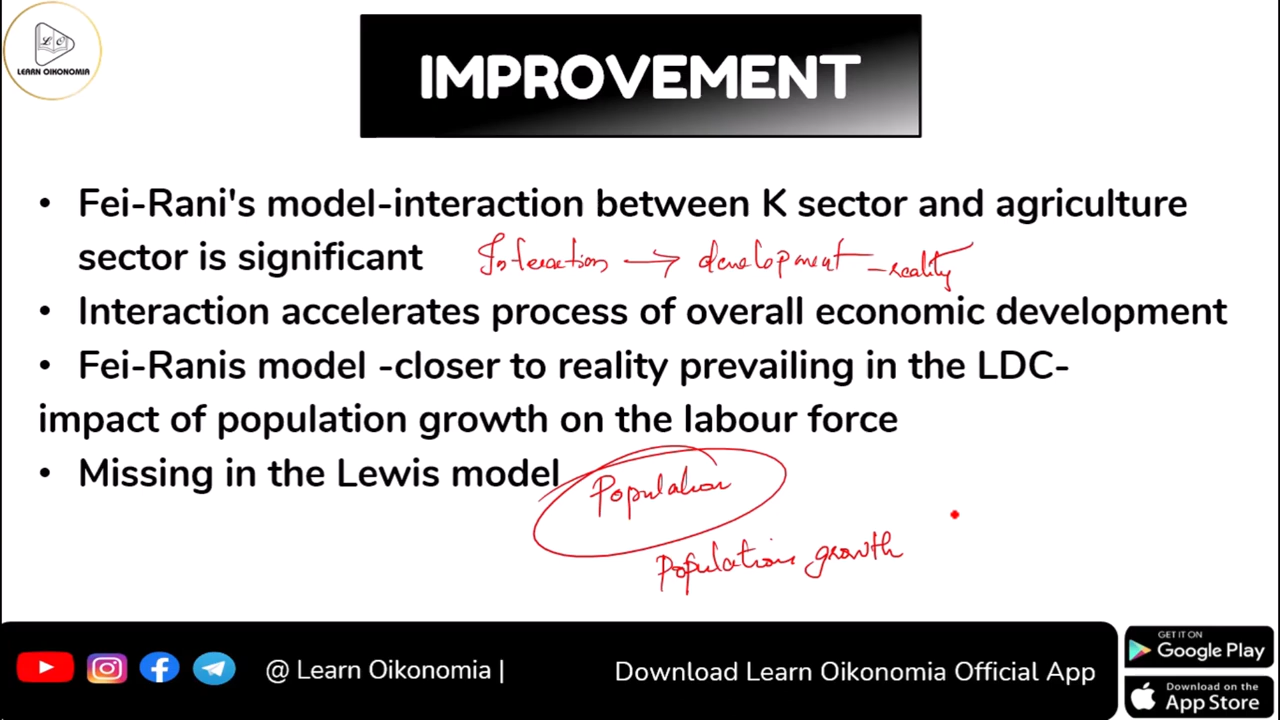 LO
LEARN OIKONOMIA
IMPROVEMENT
• Fei-Rani's model-interaction between K sector and agriculture
sector is significant
Interaction → development - reality
• Interaction accelerates process of overall economic development
• Fei-Ranis model -closer to reality prevailing in the LDC-
impact of population growth on the labour force
• Missing in the Lewis model
Population
Population growth
@ Learn Oikonomia |
Download Learn Oikonomia Official App
GET IT ON
Google Play
Download on the
App Store